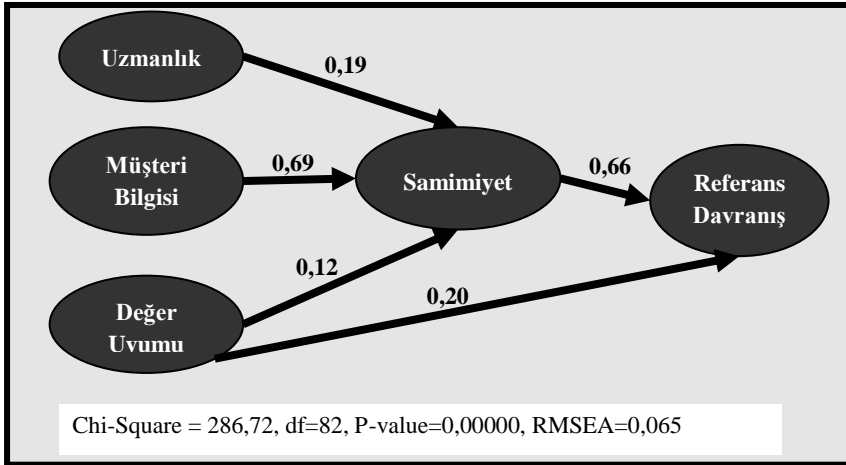 Uzmanlık
0,19
Müşteri
Bilgisi
0,69
Samimiyet
0,66
Referans
Davranış
0,12
0,20
Değer
Uvumu
Chi-Square = 286,72, df=82, P-value=0,00000, RMSEA=0,065